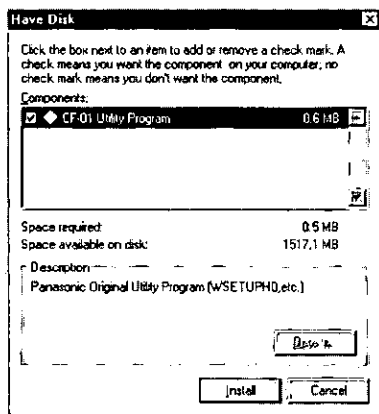 Have Disk
Click the box next to an item to add or remove a check mark. A
check means you want the component on your computer; no
check mark means you don't want the component.
Components:
CF-01 Utility Program 0.6 MB
Space required: 0.5 MB
Space available on disk: 1517.1 MB
Description
Panasonic Original Utility Program (WSETUPHD,etc.)
Details...
Install Cancel